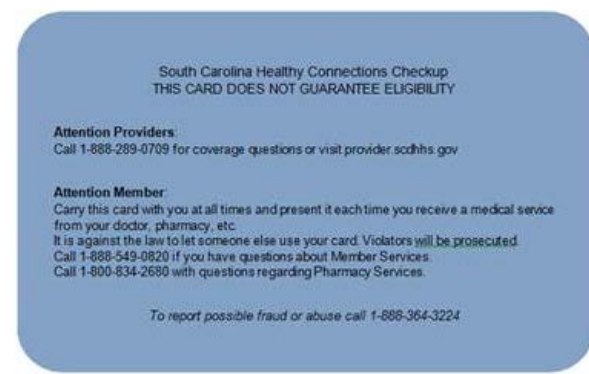 South Carolina Healthy Connections Checkup
THIS CARD DOES NOT GUARANTEE ELIGIBILITY
Attention Providers:
Call 1-888-289-0709 for coverage questions or visit provider.scdhhs.gov
Attention Member:
Carry this card with you at all times and present it each time you receive a medical service
from your doctor, pharmacy, etc.
It is against the law to let someone else use your card. Violators will be prosecuted.
Call 1-888-549-0820 if you have questions about Member Services.
Call 1-800-834-2680 with questions regarding Pharmacy Services.
To report possible fraud or abuse call 1-888-364-3224